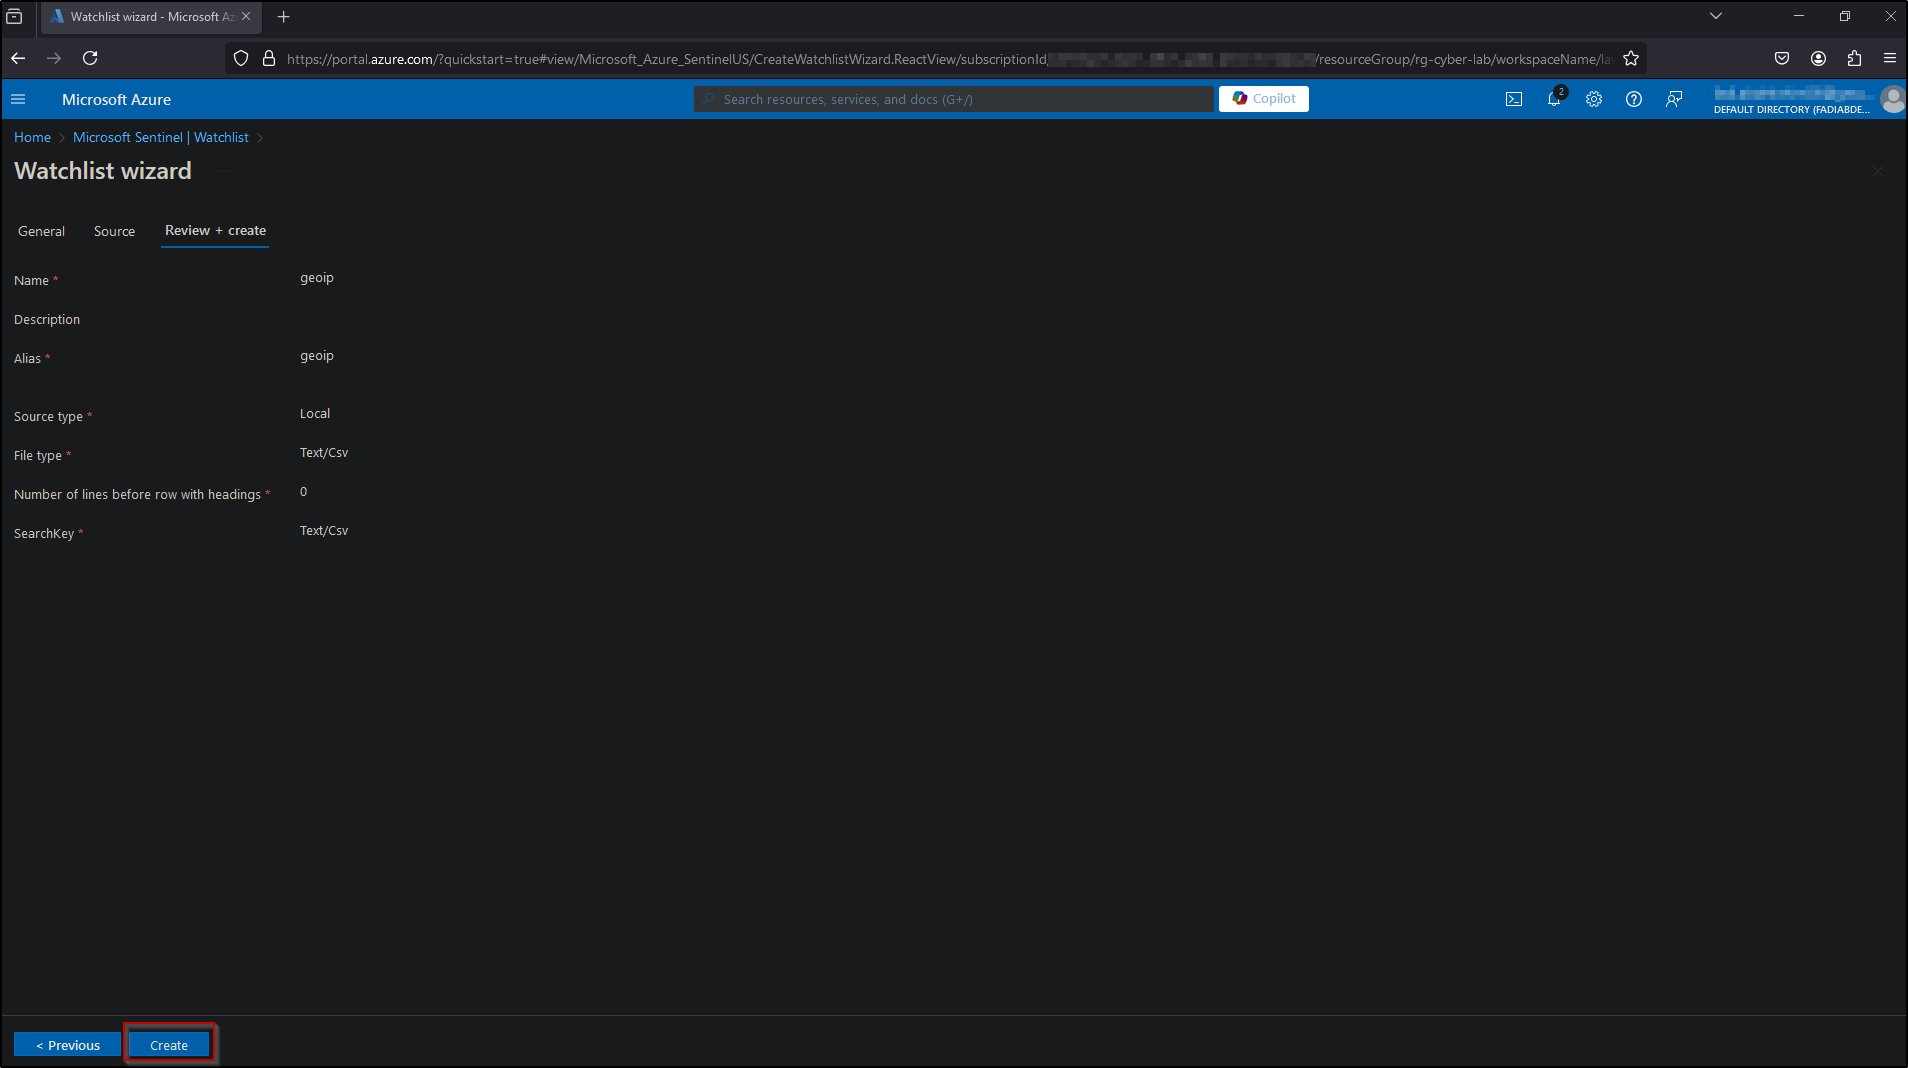 Watchlist wizard - Microsoft Az
https://portal.azure.com/?quickstart=true#view/Microsoft_Azure_SentinelUS/CreateWatchlistWizard.ReactView/subscriptionId/ /resourceGroup/rg-cyber-lab/workspaceName/la
Microsoft Azure
Search resources, services, and docs (G+/)
Copilot
2
DEFAULT DIRECTORY (FADIABDE...
Home > Microsoft Sentinel | Watchlist >
Watchlist wizard ...
General Source Review + create
Name * geoip
Description
Alias * geoip
Source type * Local
File type * Text/Csv
Number of lines before row with headings * 0
SearchKey * Text/Csv
< Previous Create